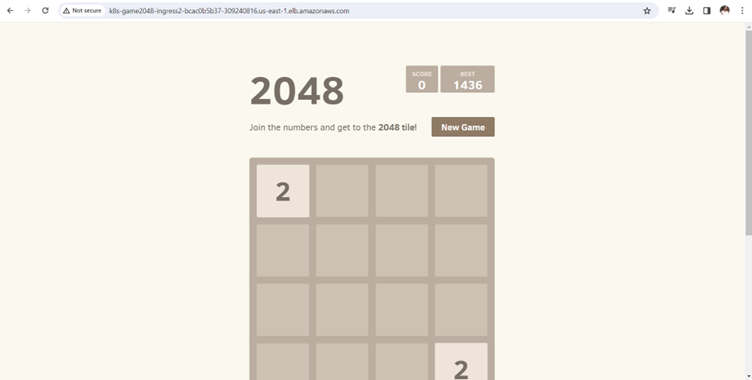 Not secure k8s-game2048-ingress2-bcac0b5b37-309240816.us-east-1.elb.amazonaws.com
2048
SCORE
0
BEST
1436
Join the numbers and get to the 2048 tile!
New Game
2
2